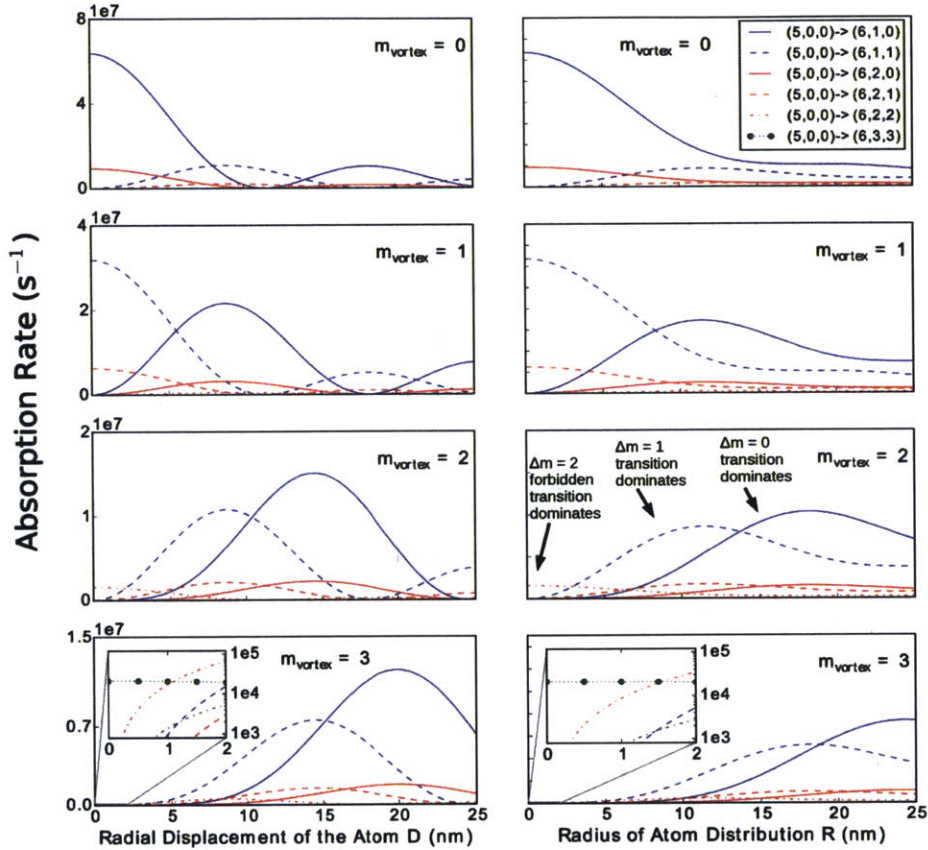 8 1e7
4
0
m_vortex = 0
m_vortex = 0
(5,0,0)->(6,1,0)
(5,0,0)->(6,1,1)
(5,0,0)->(6,2,0)
(5,0,0)->(6,2,1)
(5,0,0)->(6,2,2)
(5,0,0)->(6,3,3)
Absorption Rate (s⁻¹)
4 1e7
2
0
m_vortex = 1
m_vortex = 1
2 1e7
1
0
m_vortex = 2
Δm = 2
forbidden
transition
dominates
Δm = 1
transition
dominates
Δm = 0
transition
dominates
m_vortex = 2
1.5 1e7
0.7
0.0
m_vortex = 3
1e5
1e4
1e3
0 1 2
0 5 10 15 20 25
Radial Displacement of the Atom D (nm)
m_vortex = 3
1e5
1e4
1e3
0 1 2
0 5 10 15 20 25
Radius of Atom Distribution R (nm)